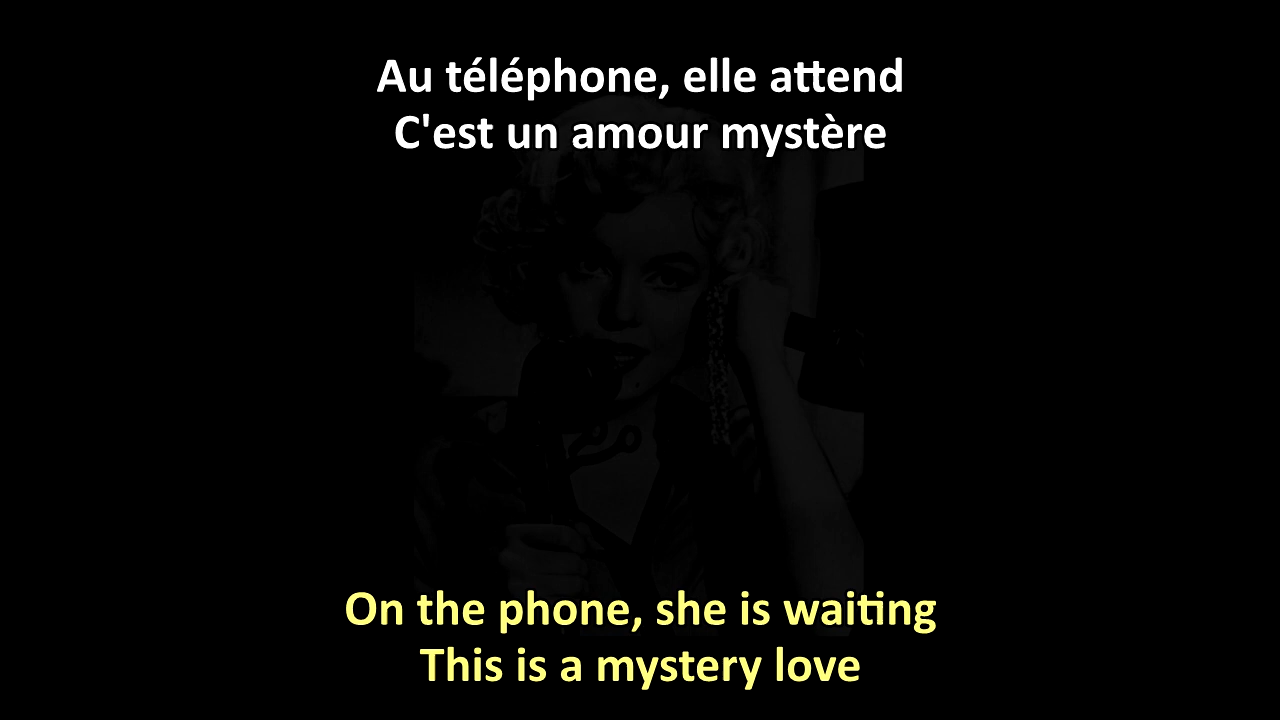 Au téléphone, elle attend
C'est un amour mystère
On the phone, she is waiting
This is a mystery love